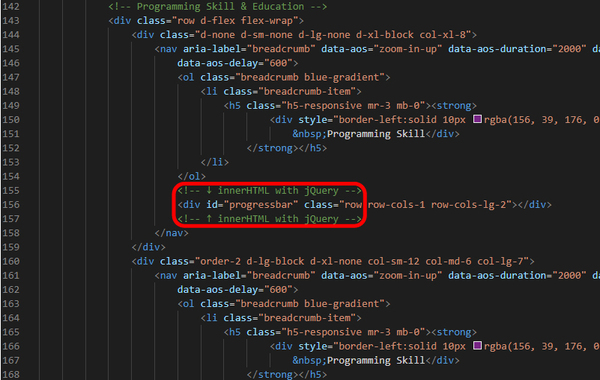 142 <!-- Programming Skill & Education -->
143 <div class="row d-flex flex-wrap">
144 <div class="d-none d-sm-none d-lg-none d-xl-block col-xl-8">
145 <nav aria-label="breadcrumb" data-aos="zoom-in-up" data-aos-duration="2000" da
146 data-aos-delay="600">
147 <ol class="breadcrumb blue-gradient">
148 <li class="breadcrumb-item">
149 <h5 class="h5-responsive mr-3 mb-0"><strong>
150 <div style="border-left:solid 10px rgba(156, 39, 176, 0
151 &nbsp;Programming Skill</div>
152 </strong></h5>
153 </li>
154 </ol>
155 <!-- ↓ innerHTML with jQuery -->
156 <div id="progressbar" class="row row-cols-1 row-cols-lg-2"></div>
157 <!-- ↑ innerHTML with jQuery -->
158 </nav>
159 </div>
160 <div class="order-2 d-lg-block d-xl-none col-sm-12 col-md-6 col-lg-7">
161 <nav aria-label="breadcrumb" data-aos="zoom-in-up" data-aos-duration="2000" da
162 data-aos-delay="600">
163 <ol class="breadcrumb blue-gradient">
164 <li class="breadcrumb-item">
165 <h5 class="h5-responsive mr-3 mb-0"><strong>
166 <div style="border-left:solid 10px rgba(156, 39, 176, 0
167 &nbsp;Programming Skill</div>
168 </strong></h5>